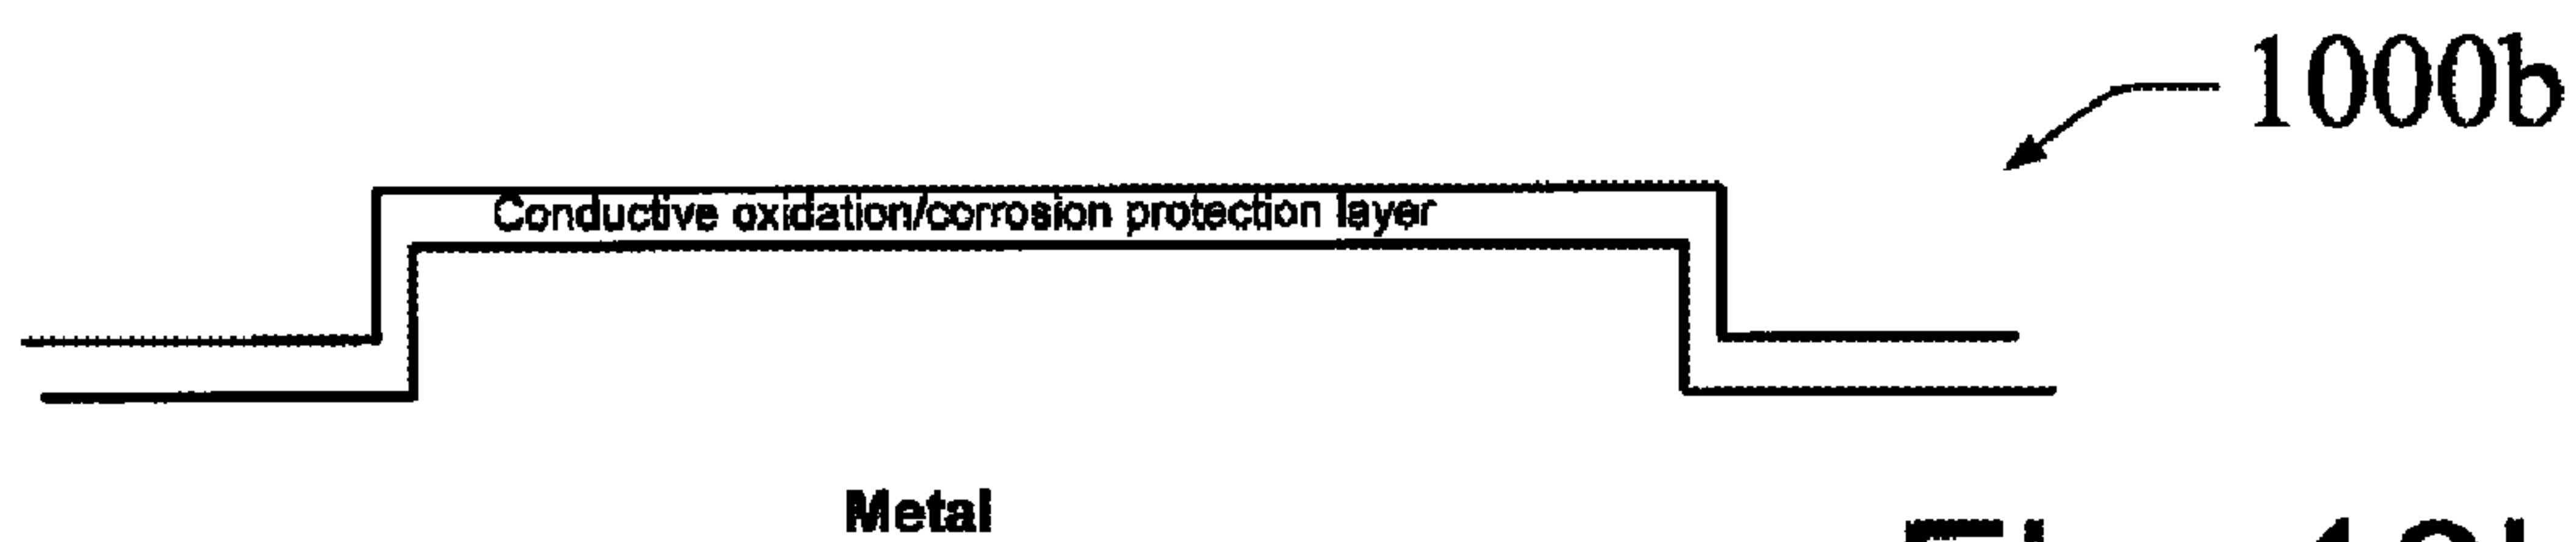 1000b
Conductive oxidation/corrosion protection layer
Metal